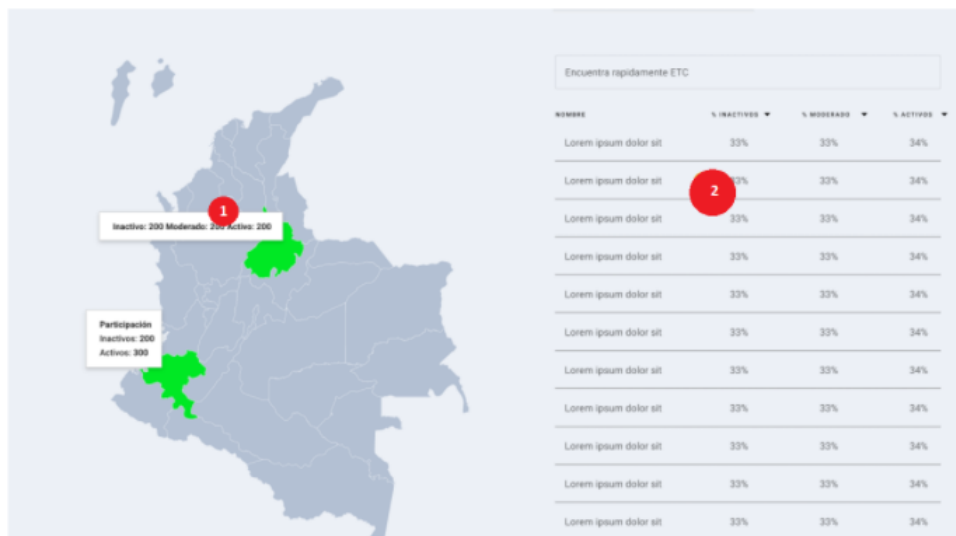 1
Inactivo: 200 Moderado: 200 Activo: 200
Participación
Inactivos: 200
Activos: 300
Encuentra rapidamente ETC
NOMBRE % INACTIVOS % MODERADO % ACTIVOS
Lorem ipsum dolor sit 33% 33% 34%
2
Lorem ipsum dolor sit 33% 33% 34%
Lorem ipsum dolor sit 33% 33% 34%
Lorem ipsum dolor sit 33% 33% 34%
Lorem ipsum dolor sit 33% 33% 34%
Lorem ipsum dolor sit 33% 33% 34%
Lorem ipsum dolor sit 33% 33% 34%
Lorem ipsum dolor sit 33% 33% 34%
Lorem ipsum dolor sit 33% 33% 34%
Lorem ipsum dolor sit 33% 33% 34%
Lorem ipsum dolor sit 33% 33% 34%